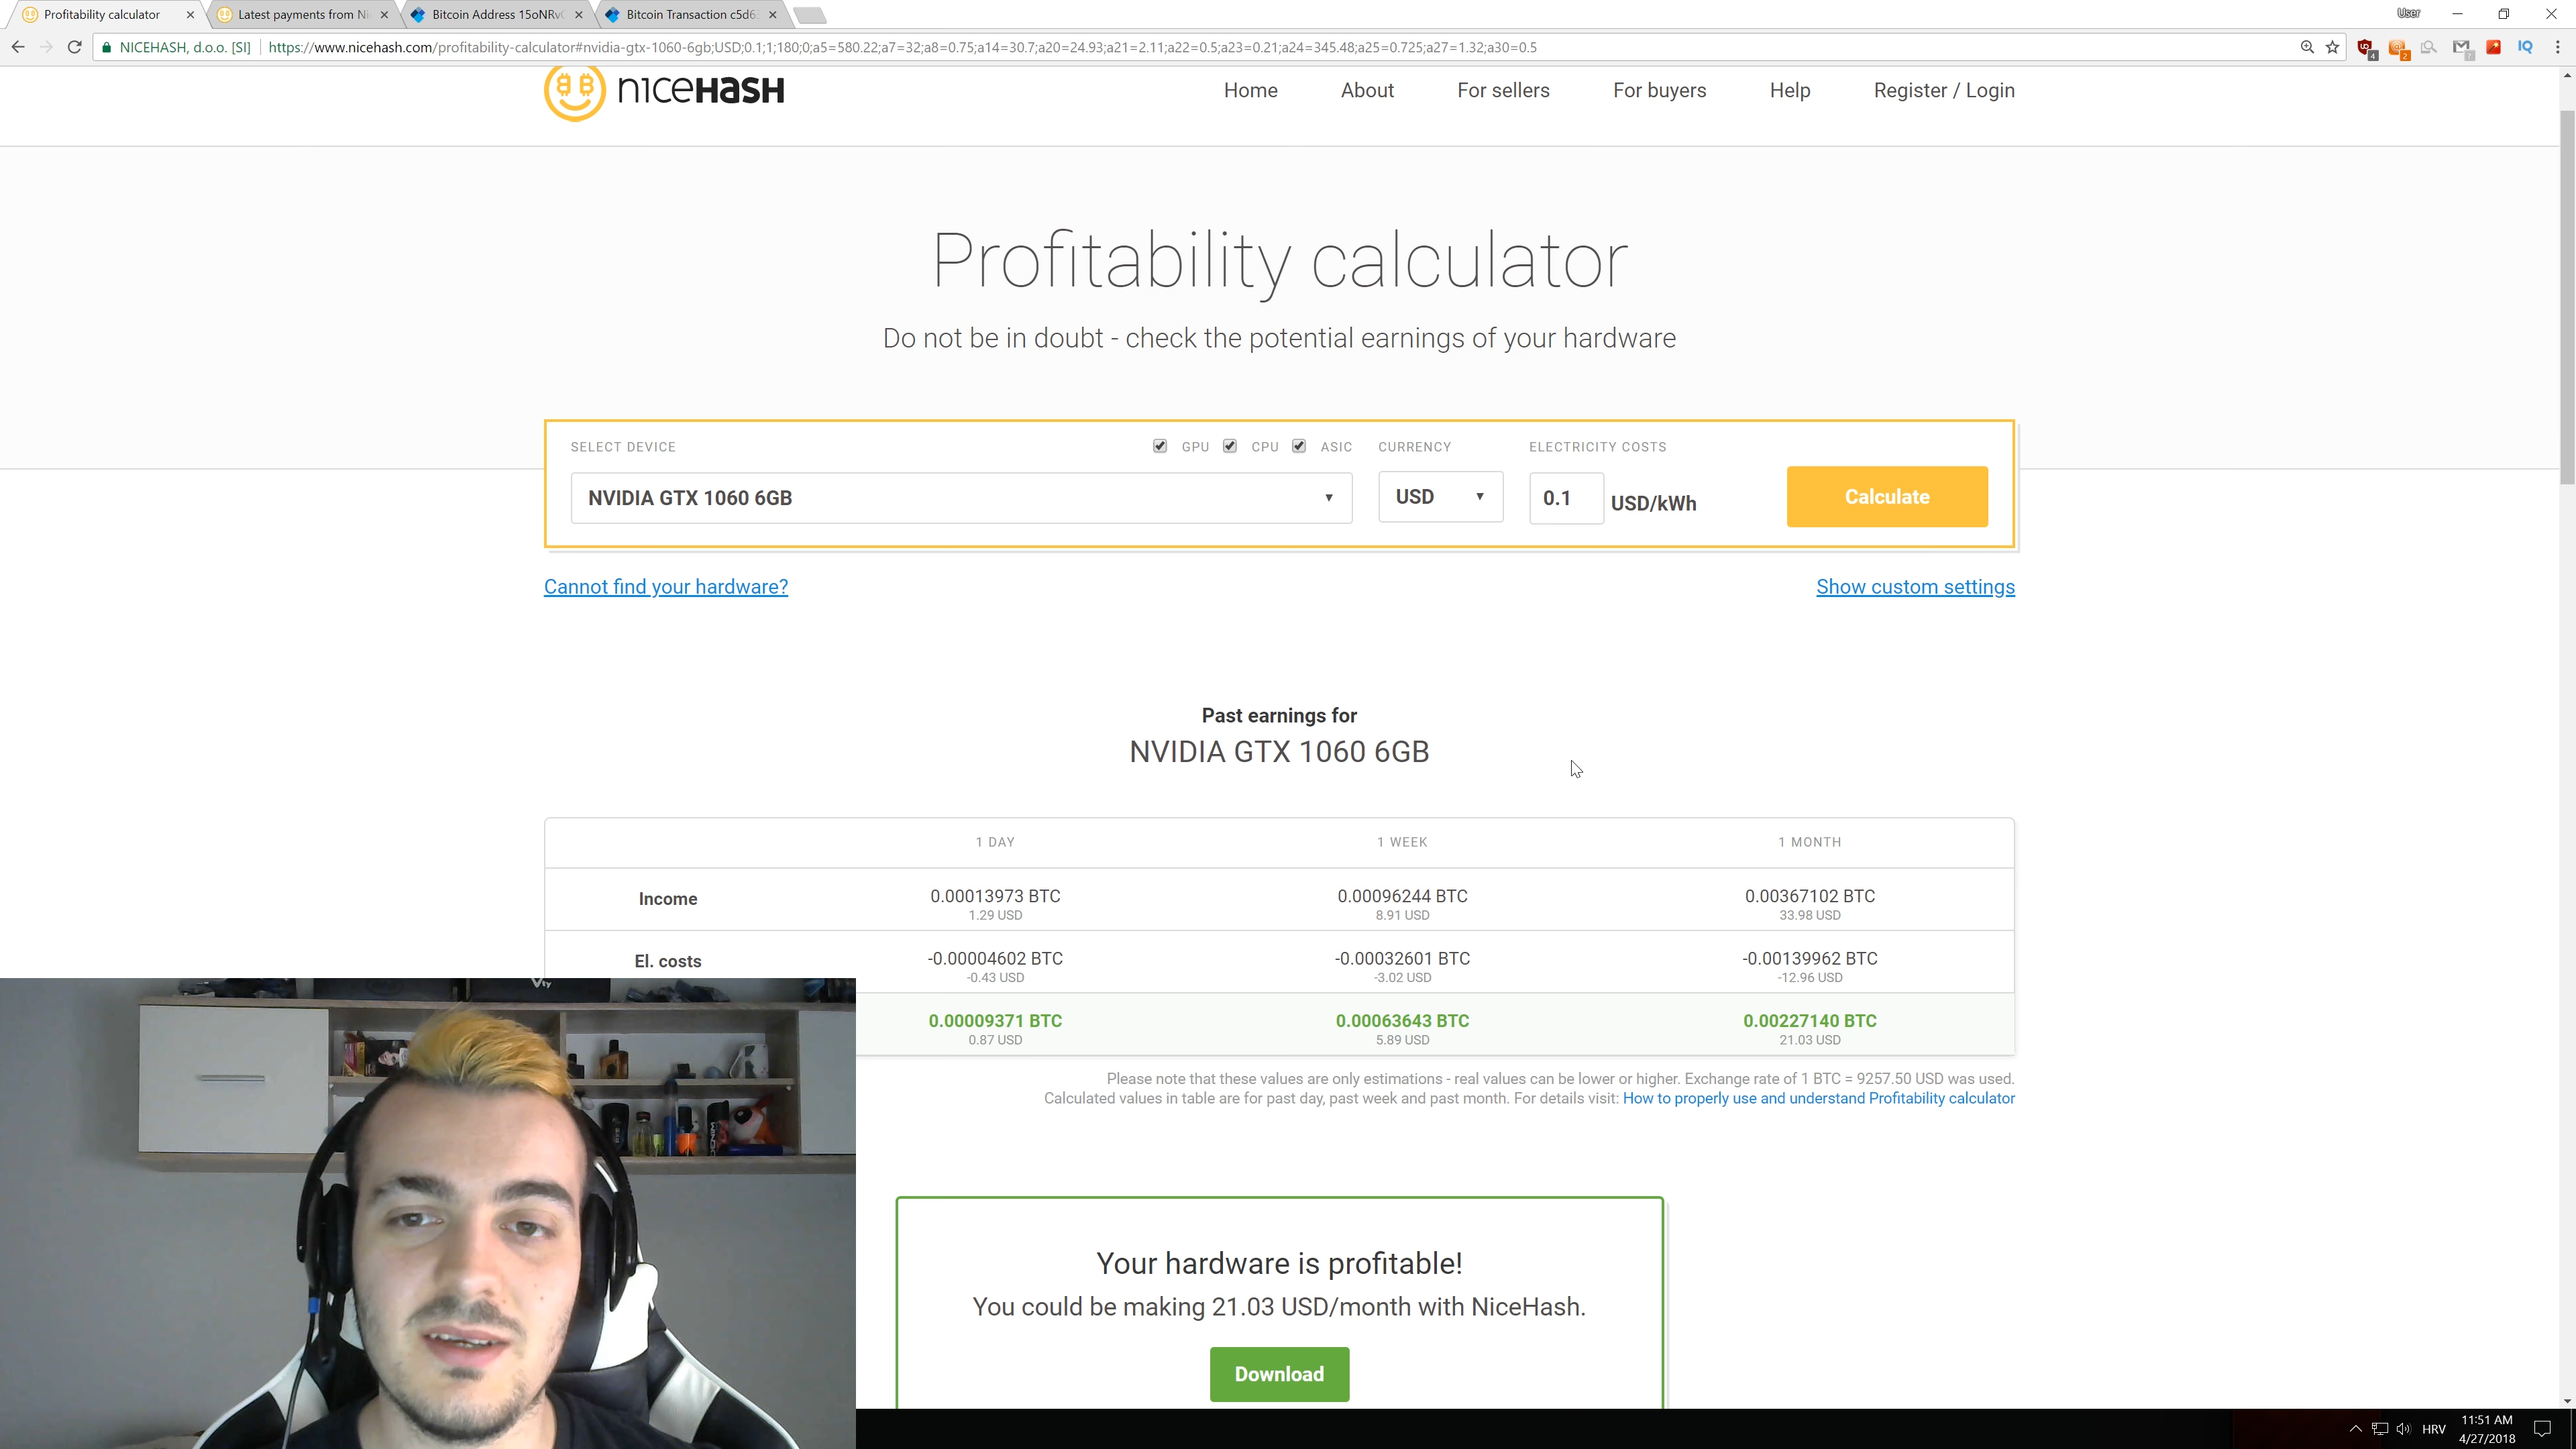 Profitability calculator
Latest payments from Ni
Bitcoin Address 15oNRv
Bitcoin Transaction c5d6
User
NICEHASH, d.o.o. [SI]
https://www.nicehash.com/profitability-calculator#nvidia-gtx-1060-6gb;USD;0.1;1;180;0;a5=580.22;a7=32;a8=0.75;a14=30.7;a20=24.93;a21=2.11;a22=0.5;a23=0.21;a24=345.48;a25=0.725;a27=1.32;a30=0.5
4
2
IQ
nicehash
Home
About
For sellers
For buyers
Help
Register / Login
Profitability calculator
Do not be in doubt - check the potential earnings of your hardware
SELECT DEVICE
GPU
CPU
ASIC
CURRENCY
ELECTRICITY COSTS
NVIDIA GTX 1060 6GB
USD
0.1
USD/kWh
Calculate
Cannot find your hardware?
Show custom settings
Past earnings for
NVIDIA GTX 1060 6GB
1 DAY
1 WEEK
1 MONTH
Income
0.00013973 BTC
1.29 USD
0.00096244 BTC
8.91 USD
0.00367102 BTC
33.98 USD
El. costs
-0.00004602 BTC
-0.43 USD
-0.00032601 BTC
-3.02 USD
-0.00139962 BTC
-12.96 USD
0.00009371 BTC
0.87 USD
0.00063643 BTC
5.89 USD
0.00227140 BTC
21.03 USD
Please note that these values are only estimations - real values can be lower or higher. Exchange rate of 1 BTC = 9257.50 USD was used.
Calculated values in table are for past day, past week and past month. For details visit: How to properly use and understand Profitability calculator
Your hardware is profitable!
You could be making 21.03 USD/month with NiceHash.
Download
HRV
11:51 AM
4/27/2018